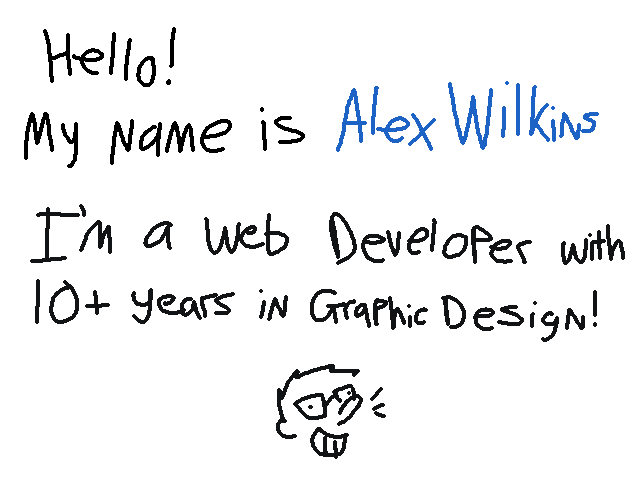 Hello!
My name is Alex Wilkins
I'm a web Developer with
10+ years in Graphic Design!